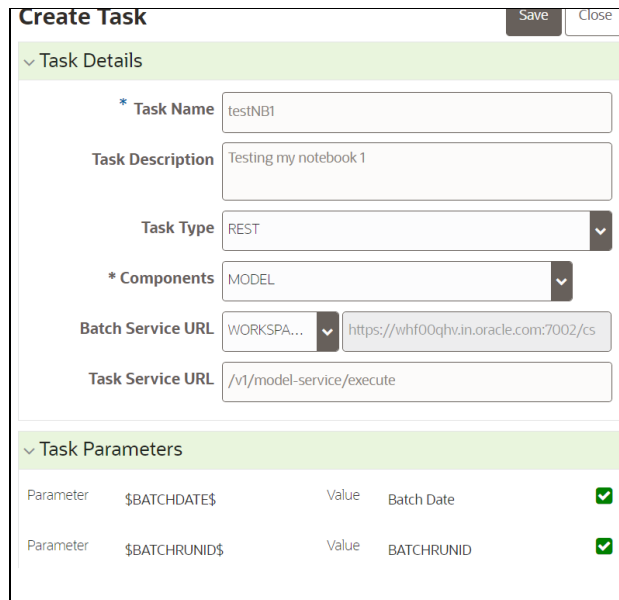 Create Task
Save Close
Task Details
* Task Name testNB1
Task Description Testing my notebook 1
Task Type REST
* Components MODEL
Batch Service URL WORKSPA... https://whf00qhv.in.oracle.com:7002/cs
Task Service URL /v1/model-service/execute
Task Parameters
Parameter $BATCHDATE$ Value Batch Date
Parameter $BATCHRUNID$ Value BATCHRUNID